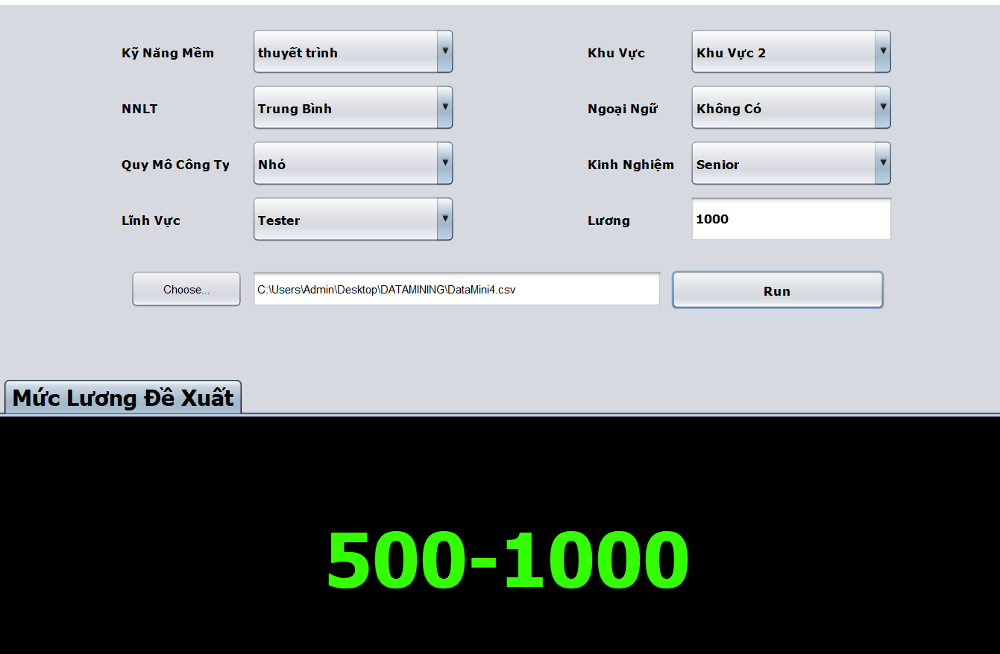 Kỹ Năng Mềm thuyết trình Khu Vực Khu Vực 2
NNLT Trung Bình Ngoại Ngữ Không Có
Quy Mô Công Ty Nhỏ Kinh Nghiệm Senior
Lĩnh Vực Tester Lương 1000
Choose... C:\Users\Admin\Desktop\DATAMINING\DataMini4.csv Run
Mức Lương Đề Xuất
500-1000